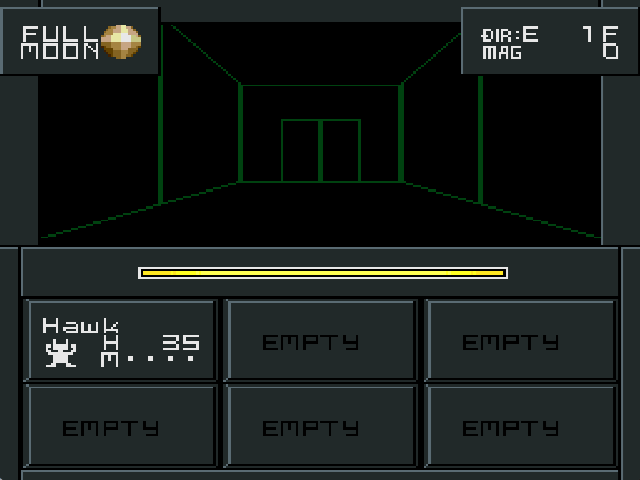 FULL
MOON
DIR:E 1F
MAG 0
Hawk
H 35
M....
EMPTY
EMPTY
EMPTY
EMPTY
EMPTY